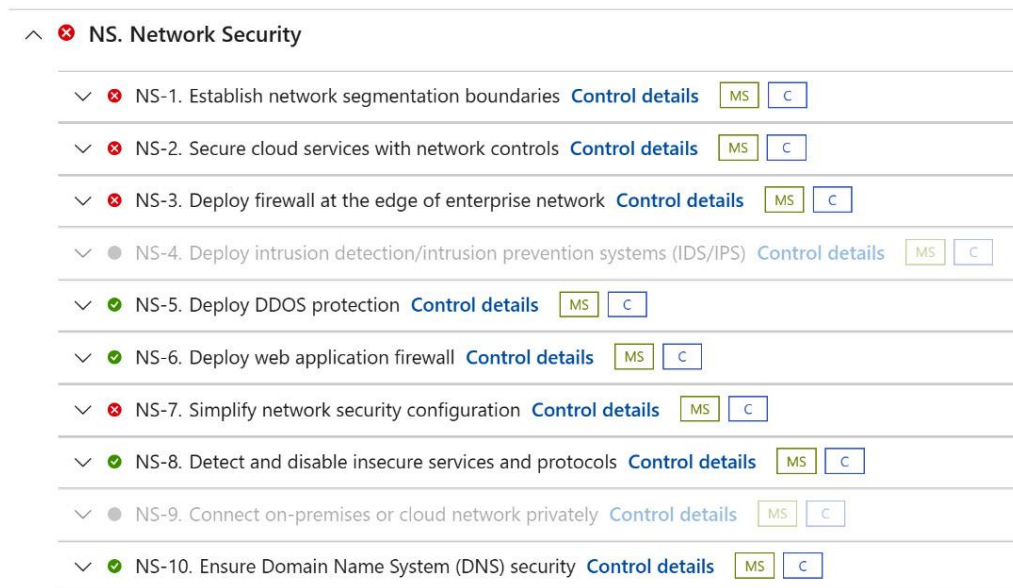 NS. Network Security
NS-1. Establish network segmentation boundaries Control details MS C
NS-2. Secure cloud services with network controls Control details MS C
NS-3. Deploy firewall at the edge of enterprise network Control details MS C
NS-4. Deploy intrusion detection/intrusion prevention systems (IDS/IPS) Control details MS C
NS-5. Deploy DDOS protection Control details MS C
NS-6. Deploy web application firewall Control details MS C
NS-7. Simplify network security configuration Control details MS C
NS-8. Detect and disable insecure services and protocols Control details MS C
NS-9. Connect on-premises or cloud network privately Control details MS C
NS-10. Ensure Domain Name System (DNS) security Control details MS C